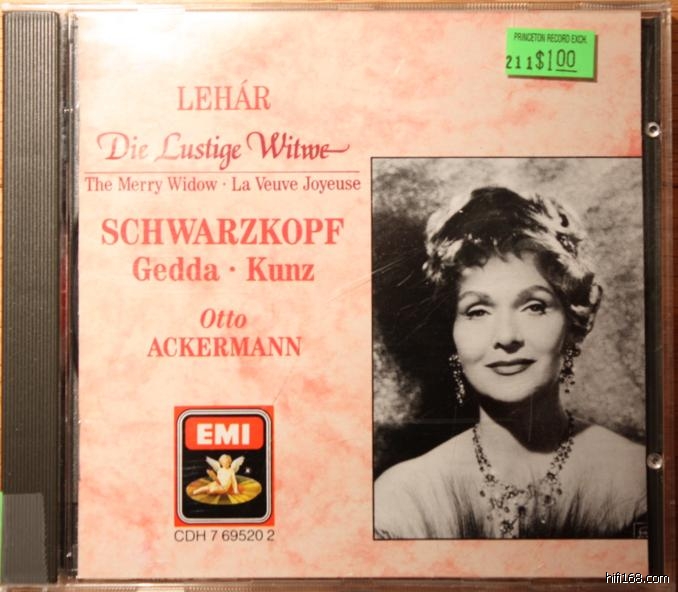 PRINCETON RECORD EXCH.
211 $1.00
LEHÁR
Die Lustige Witwe
The Merry Widow · La Veuve Joyeuse
SCHWARZKOPF
Gedda · Kunz
Otto
ACKERMANN
EMI
CDH 7 69520 2
hifi168.com